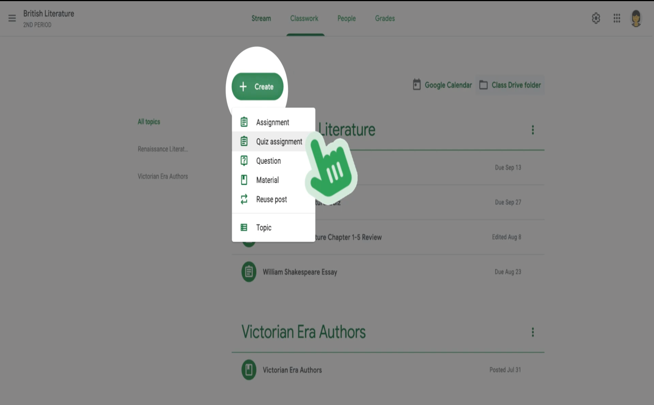 British Literature
2ND PERIOD
Stream
Classwork
People
Grades
Create
Google Calendar
Class Drive folder
Assignment
Quiz assignment
Question
Material
Reuse post
Topic
All topics
Renaissance Literat...
Victorian Era Authors
Literature
Due Sep 13
Due Sep 27
ture Chapter 1-5 Review
Edited Aug 8
William Shakespeare Essay
Due Aug 23
Victorian Era Authors
Victorian Era Authors
Posted Jul 31